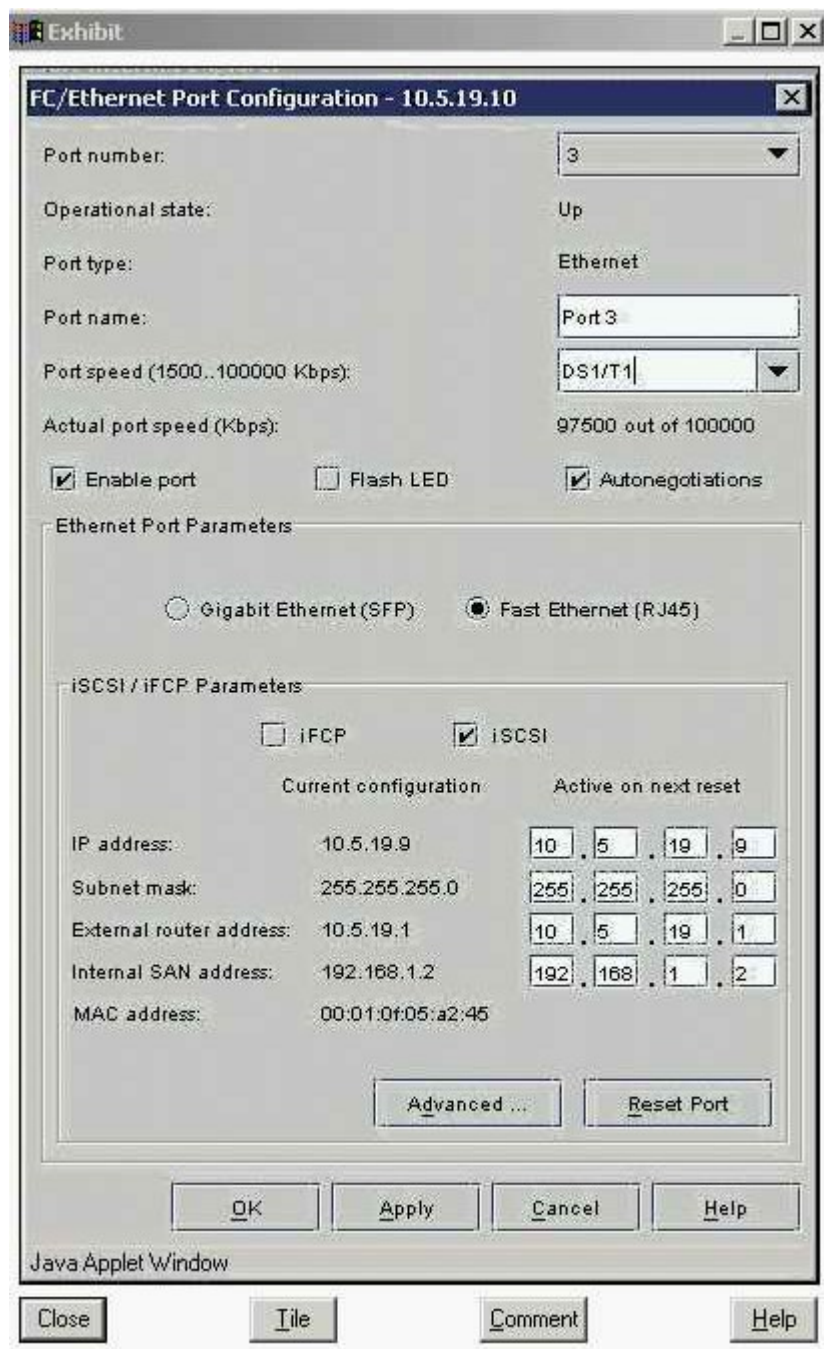 Exhibit
FC/Ethernet Port Configuration - 10.5.19.10
Port number: 3
Operational state: Up
Port type: Ethernet
Port name: Port 3
Port speed (1500..100000 Kbps): DS1/T1
Actual port speed (Kbps): 97500 out of 100000
Enable port Flash LED Autonegotiations
Ethernet Port Parameters
Gigabit Ethernet (SFP) Fast Ethernet (RJ45)
iSCSI / iFCP Parameters
iFCP iSCSI
Current configuration Active on next reset
IP address: 10.5.19.9 10 . 5 . 19 . 9
Subnet mask: 255.255.255.0 255 . 255 . 255 . 0
External router address: 10.5.19.1 10 . 5 . 19 . 1
Internal SAN address: 192.168.1.2 192 . 168 . 1 . 2
MAC address: 00:01:0f:05:a2:45
Advanced ... Reset Port
OK Apply Cancel Help
Java Applet Window
Close Tile Comment Help